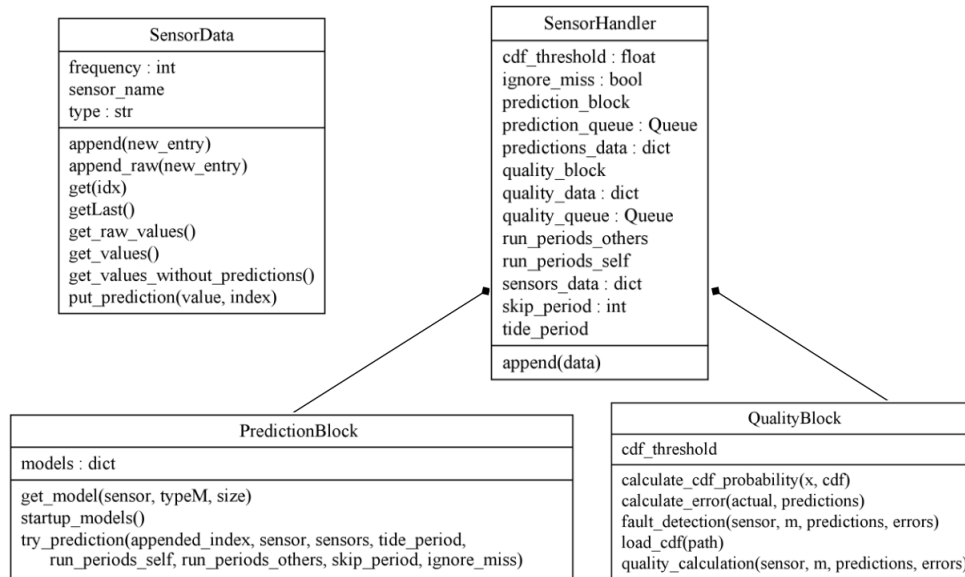 SensorData
frequency : int
sensor_name
type : str
append(new_entry)
append_raw(new_entry)
get(idx)
getLast()
get_raw_values()
get_values()
get_values_without_predictions()
put_prediction(value, index)
SensorHandler
cdf_threshold : float
ignore_miss : bool
prediction_block
prediction_queue : Queue
predictions_data : dict
quality_block
quality_data : dict
quality_queue : Queue
run_periods_others
run_periods_self
sensors_data : dict
skip_period : int
tide_period
append(data)
PredictionBlock
models : dict
get_model(sensor, typeM, size)
startup_models()
try_prediction(appended_index, sensor, sensors, tide_period,
run_periods_self, run_periods_others, skip_period, ignore_miss)
QualityBlock
cdf_threshold
calculate_cdf_probability(x, cdf)
calculate_error(actual, predictions)
fault_detection(sensor, m, predictions, errors)
load_cdf(path)
quality_calculation(sensor, m, predictions, errors)